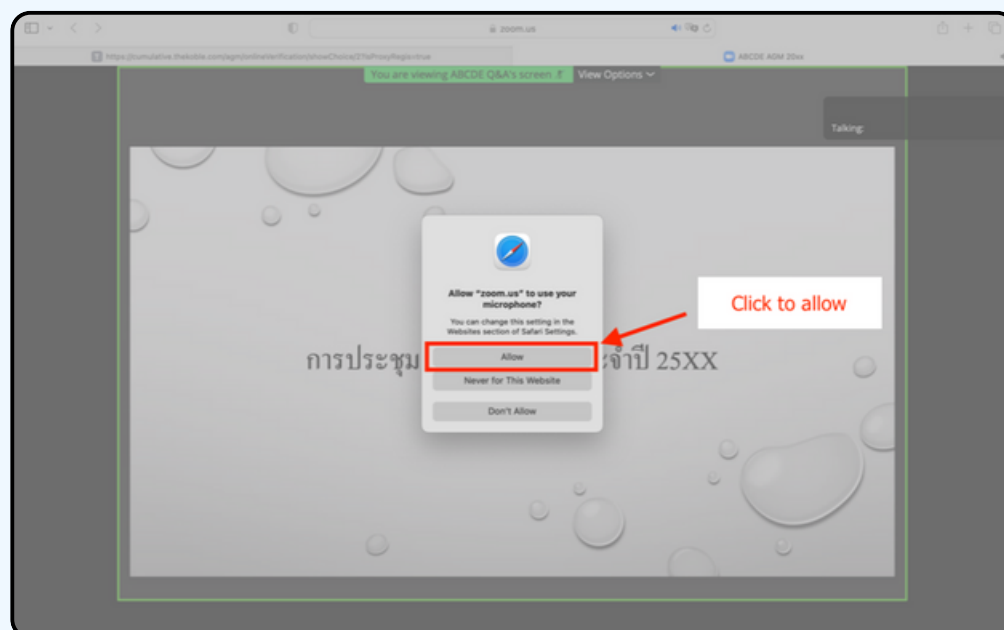 zoom.us
ABCDE AGM 20xx
You are viewing ABCDE Q&A's screen
View Options
Talking:
Allow "zoom.us" to use your
microphone?
You can change this setting in the
Websites section of Safari Settings.
Click to allow
Allow
การประชุม ะจำปี 25XX
Never for This Website
Don't Allow